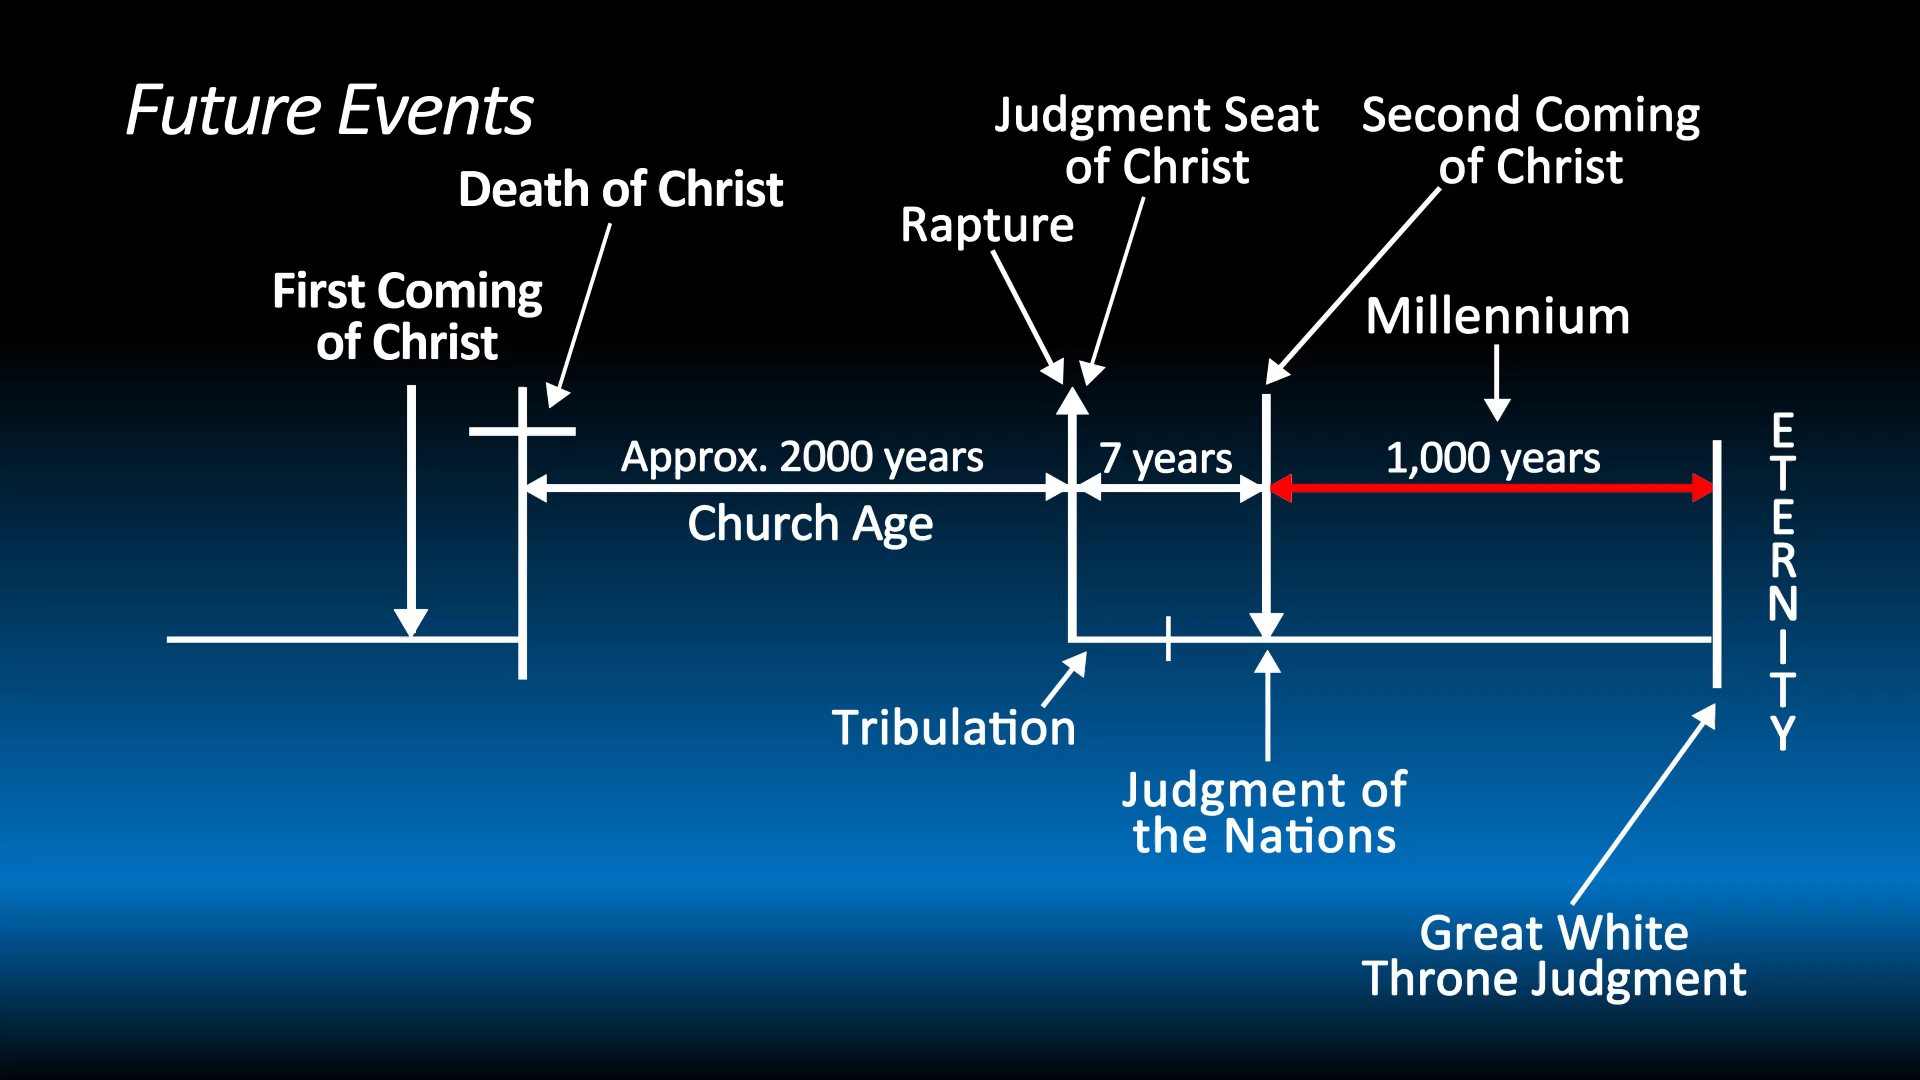 Future Events
Death of Christ
First Coming
of Christ
Rapture
Judgment Seat
of Christ
Second Coming
of Christ
Millennium
Approx. 2000 years
Church Age
7 years
1,000 years
ETERNITY
Tribulation
Judgment of
the Nations
Great White
Throne Judgment